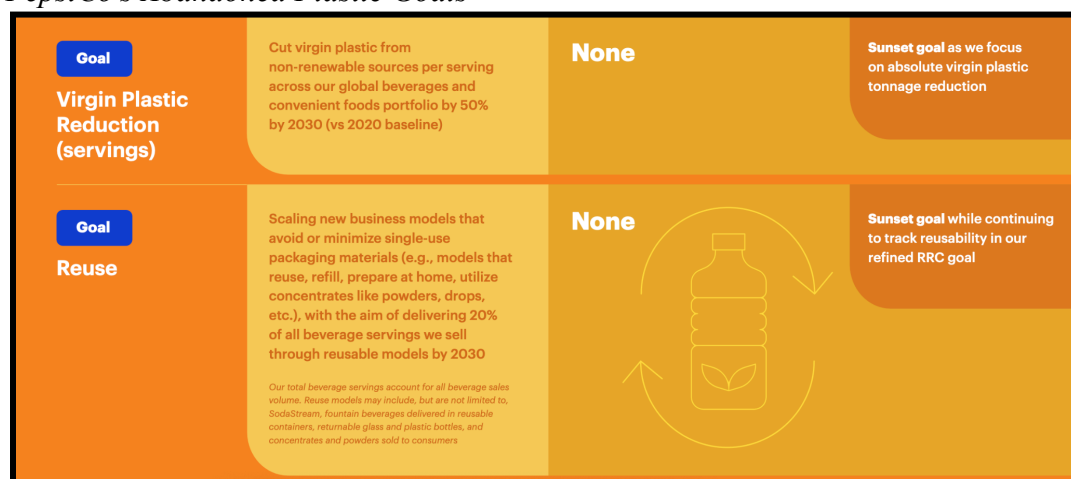 PepsiCo's Abandoned Plastic Goals
Goal
Virgin Plastic
Reduction
(servings)
Cut virgin plastic from
non-renewable sources per serving
across our global beverages and
convenient foods portfolio by 50%
by 2030 (vs 2020 baseline)
None
Sunset goal as we focus
on absolute virgin plastic
tonnage reduction
Goal
Reuse
Scaling new business models that
avoid or minimize single-use
packaging materials (e.g., models that
reuse, refill, prepare at home, utilize
concentrates like powders, drops,
etc.), with the aim of delivering 20%
of all beverage servings we sell
through reusable models by 2030
Our total beverage servings account for all beverage sales
volume. Reuse models may include, but are not limited to,
SodaStream, fountain beverages delivered in reusable
containers, returnable glass and plastic bottles, and
concentrates and powders sold to consumers
None
Sunset goal while continuing
to track reusability in our
refined RRC goal